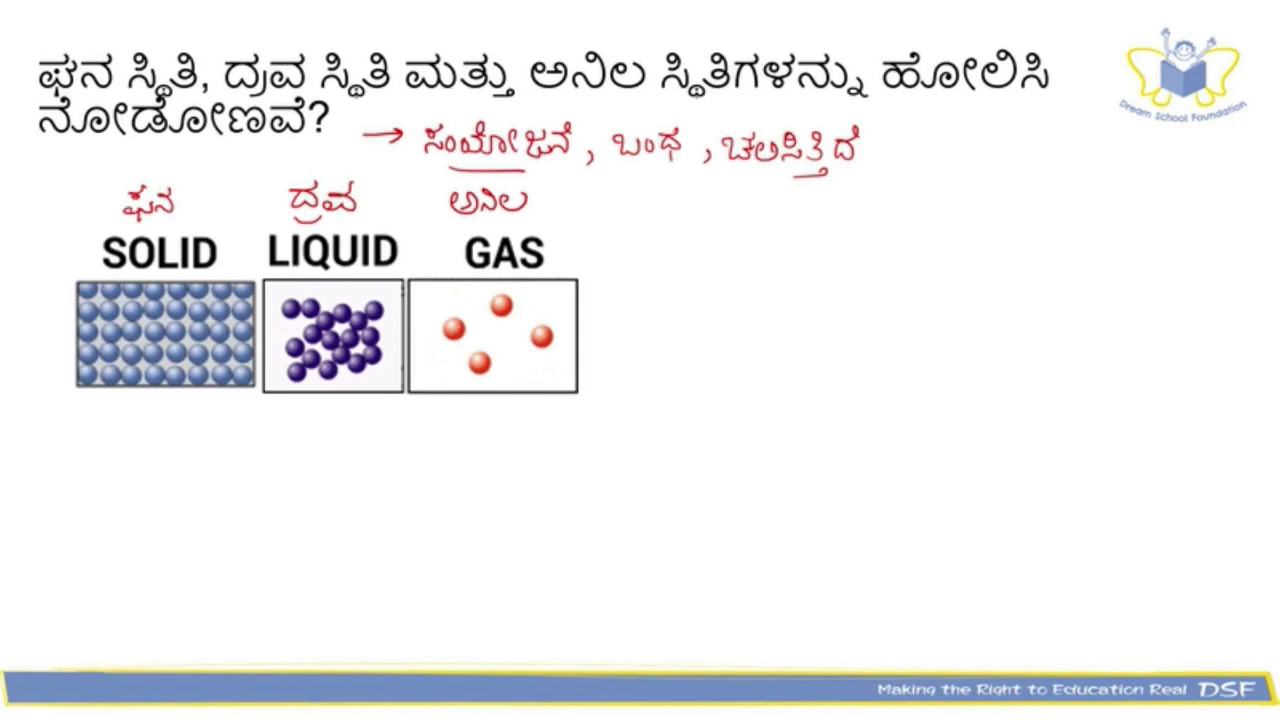 ಘನ ಸ್ಥಿತಿ, ದ್ರವ ಸ್ಥಿತಿ ಮತ್ತು ಅನಿಲ ಸ್ಥಿತಿಗಳನ್ನು ಹೋಲಿಸಿ
ನೋಡೋಣವೆ?
→ ಸಂಯೋಜನೆ, ಬಂಧ, ಚಲಿಸಿತ್ತಿದೆ
ಘನ ದ್ರವ ಅನಿಲ
SOLID LIQUID GAS
Dream School Foundation
Making the Right to Education Real DSF